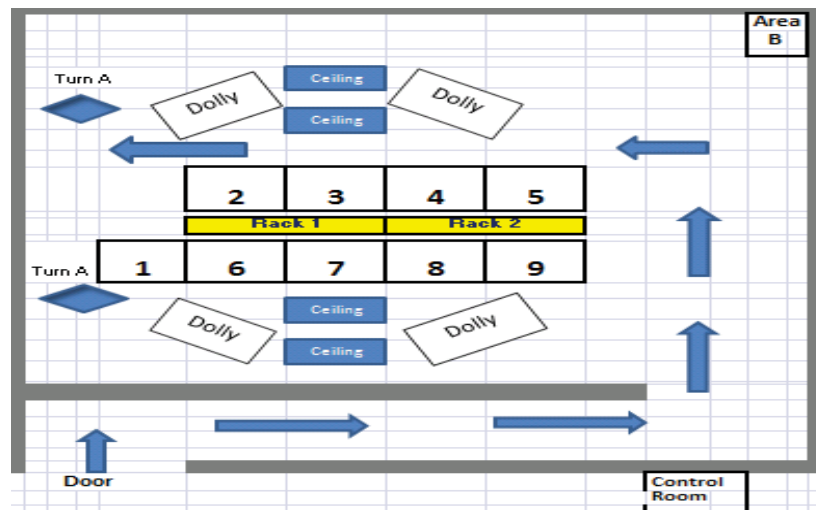 Area
B
Turn A
Dolly
Ceiling
Dolly
Ceiling
2 3 4 5
Rack 1 Rack 2
Turn A
1 6 7 8 9
Dolly
Ceiling
Dolly
Ceiling
Door
Control
Room